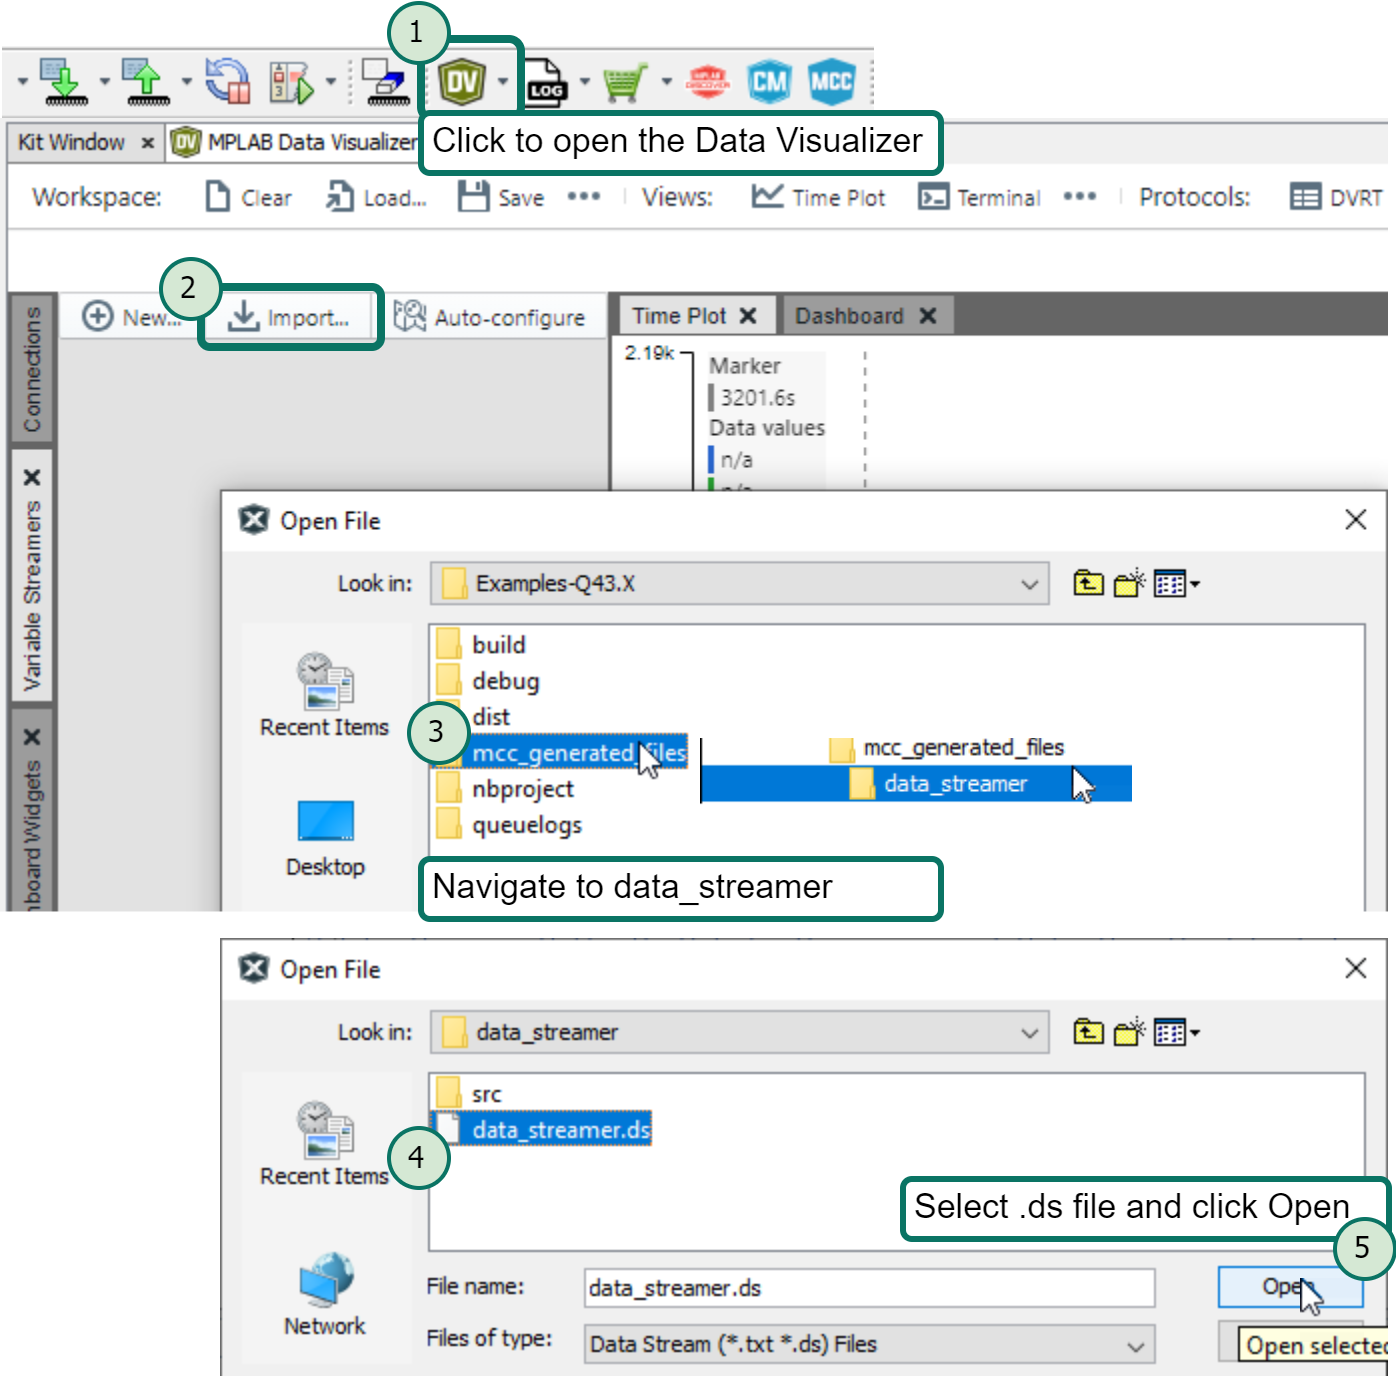 1
DV
LOG
MPLAB
DISCOVER
CM
MCC
Kit Window
DV MPLAB Data Visualizer
Click to open the Data Visualizer
Workspace: Clear Load... Save ••• Views: Time Plot Terminal ••• Protocols: DVRT
2
New... Import... Auto-configure
Time Plot Dashboard
Connections
Variable Streamers
2.19k
Marker
3201.6s
Data values
n/a
n/a
Open File
Look in: Examples-Q43.X
Recent Items
Desktop
build
debug
dist
3
mcc_generated_files
nbproject
queuelogs
mcc_generated_files
data_streamer
Navigate to data_streamer
Open File
Look in: data_streamer
Recent Items
Network
src
data_streamer.ds
4
Select .ds file and click Open
5
File name: data_streamer.ds
Open
Files of type: Data Stream (*.txt *.ds) Files
Open selected